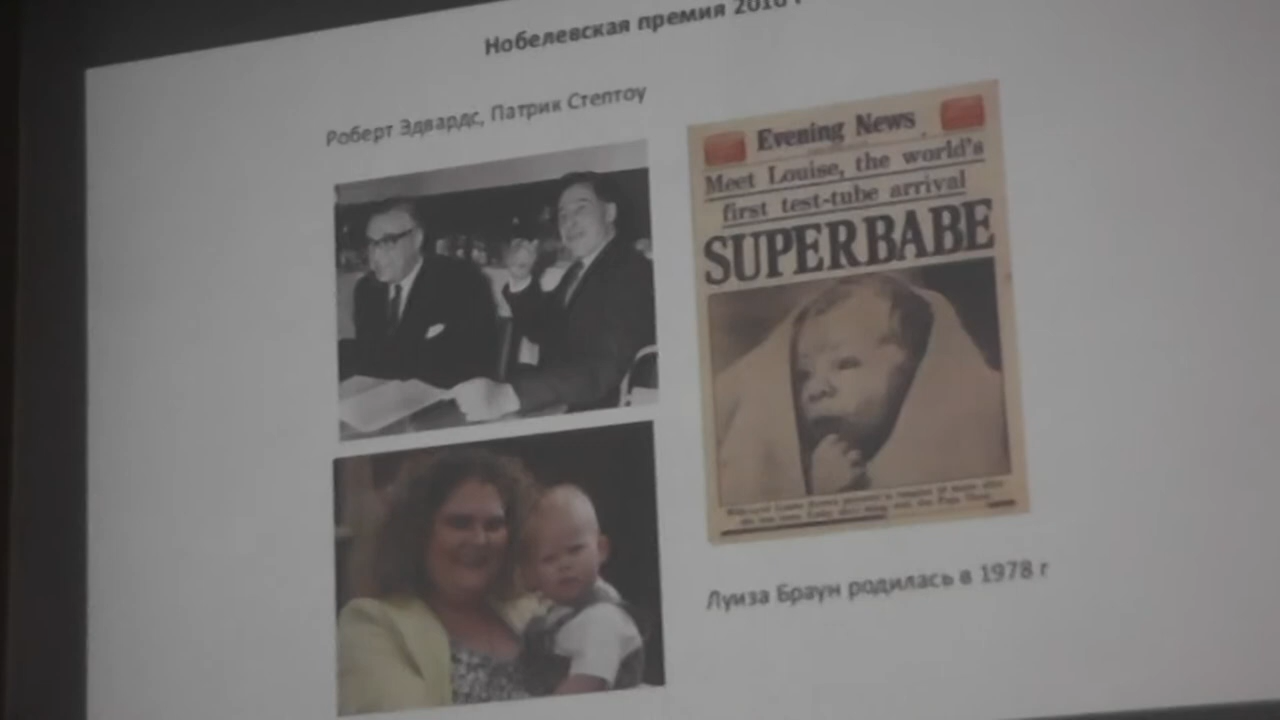 Нобелевская премия 2010 г
Роберт Эдвардс, Патрик Стептоу
Evening News
Meet Louise, the world's
first test-tube arrival
SUPERBABE
Луиза Браун родилась в 1978 г